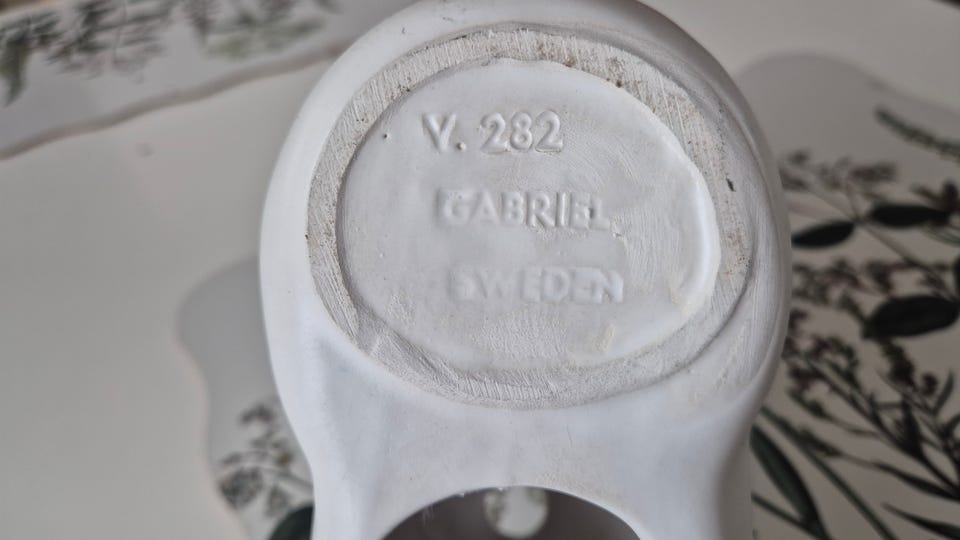 V. 282
GABRIEL
SWEDEN